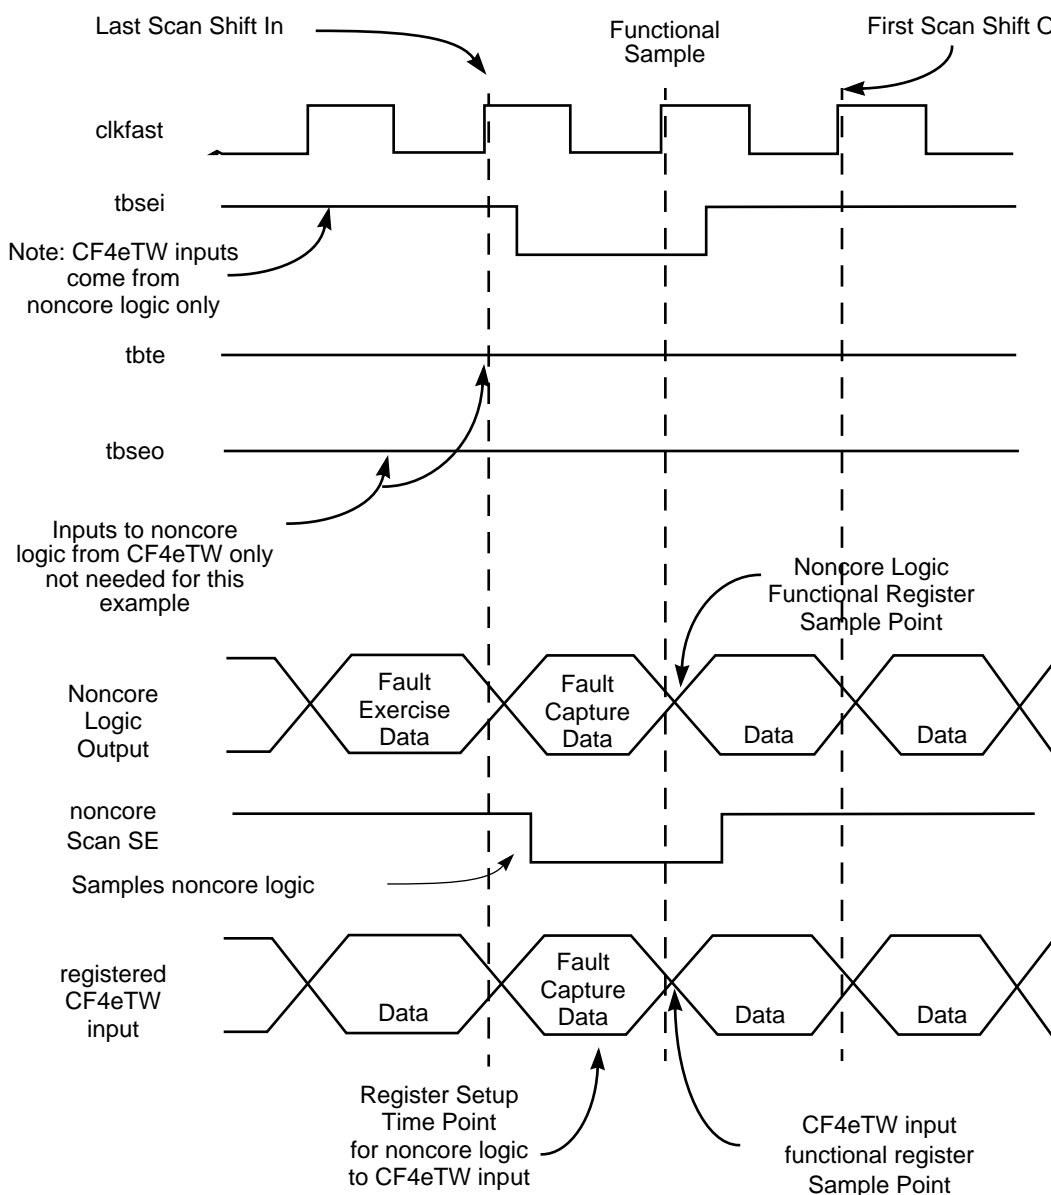 Last Scan Shift In
Functional
Sample
First Scan Shift
clkfast
tbsei
Note: CF4eTW inputs
come from
noncore logic only
tbte
tbseo
Inputs to noncore
logic from CF4eTW only
not needed for this
example
Noncore Logic
Functional Register
Sample Point
Noncore
Logic
Output
Fault
Exercise
Data
Fault
Capture
Data
Data
Data
noncore
Scan SE
Samples noncore logic
registered
CF4eTW
input
Data
Fault
Capture
Data
Data
Data
Register Setup
Time Point
for noncore logic
to CF4eTW input
CF4eTW input
functional register
Sample Point